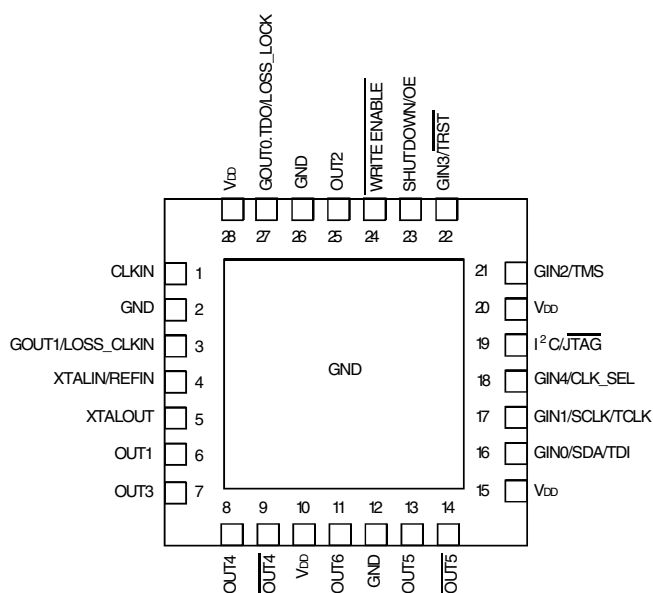 VDD
GOUT0.TDO/LOSS_LOCK
GND
OUT2
WRITE ENABLE
SHUTDOWN/OE
GIN3/TRST
28
27
26
25
24
23
22
CLKIN 1
GND 2
GOUT1/LOSS_CLKIN 3
XTALIN/REFIN 4
XTALOUT 5
OUT1 6
OUT3 7
GND
21 GIN2/TMS
20 VDD
19 I²C/JTAG
18 GIN4/CLK_SEL
17 GIN1/SCLK/TCLK
16 GIN0/SDA/TDI
15 VDD
8
9
10
11
12
13
14
OUT4
OUT4
VDD
OUT6
GND
OUT5
OUT5